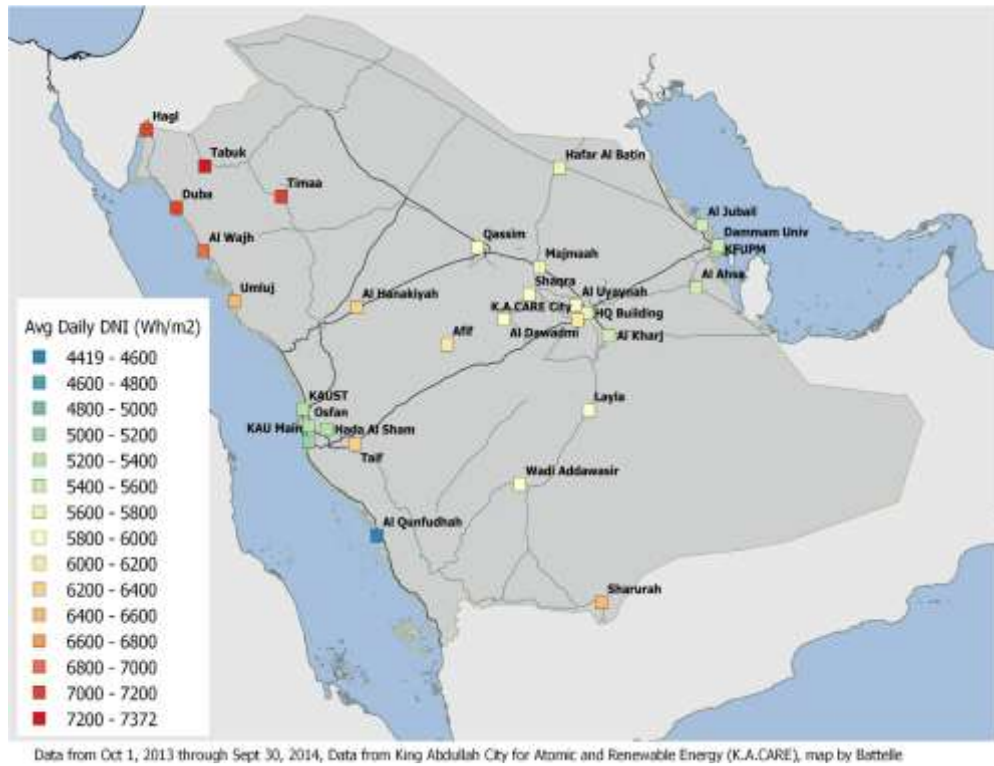 Hagl
Tabuk
Timaa
Duba
Al Wajh
Umluj
Hafar Al Batin
Al Jubail
Dammam Univ
KFUPM
Al Ahsa
Qassim
Majmaah
Shaqra
Al Uyaynah
K.A.CARE City
HQ Building
Al Dawadmi
Al Kharj
Al Hanakiyah
Afif
KAUST
Osfan
KAU Main
Hada Al Sham
Taif
Layla
Wadi Addawasir
Al Qunfudhah
Sharurah
Avg Daily DNI (Wh/m2)
4419 - 4600
4600 - 4800
4800 - 5000
5000 - 5200
5200 - 5400
5400 - 5600
5600 - 5800
5800 - 6000
6000 - 6200
6200 - 6400
6400 - 6600
6600 - 6800
6800 - 7000
7000 - 7200
7200 - 7372
Data from Oct 1, 2013 through Sept 30, 2014, Data from King Abdullah City for Atomic and Renewable Energy (K.A.CARE), map by Battelle